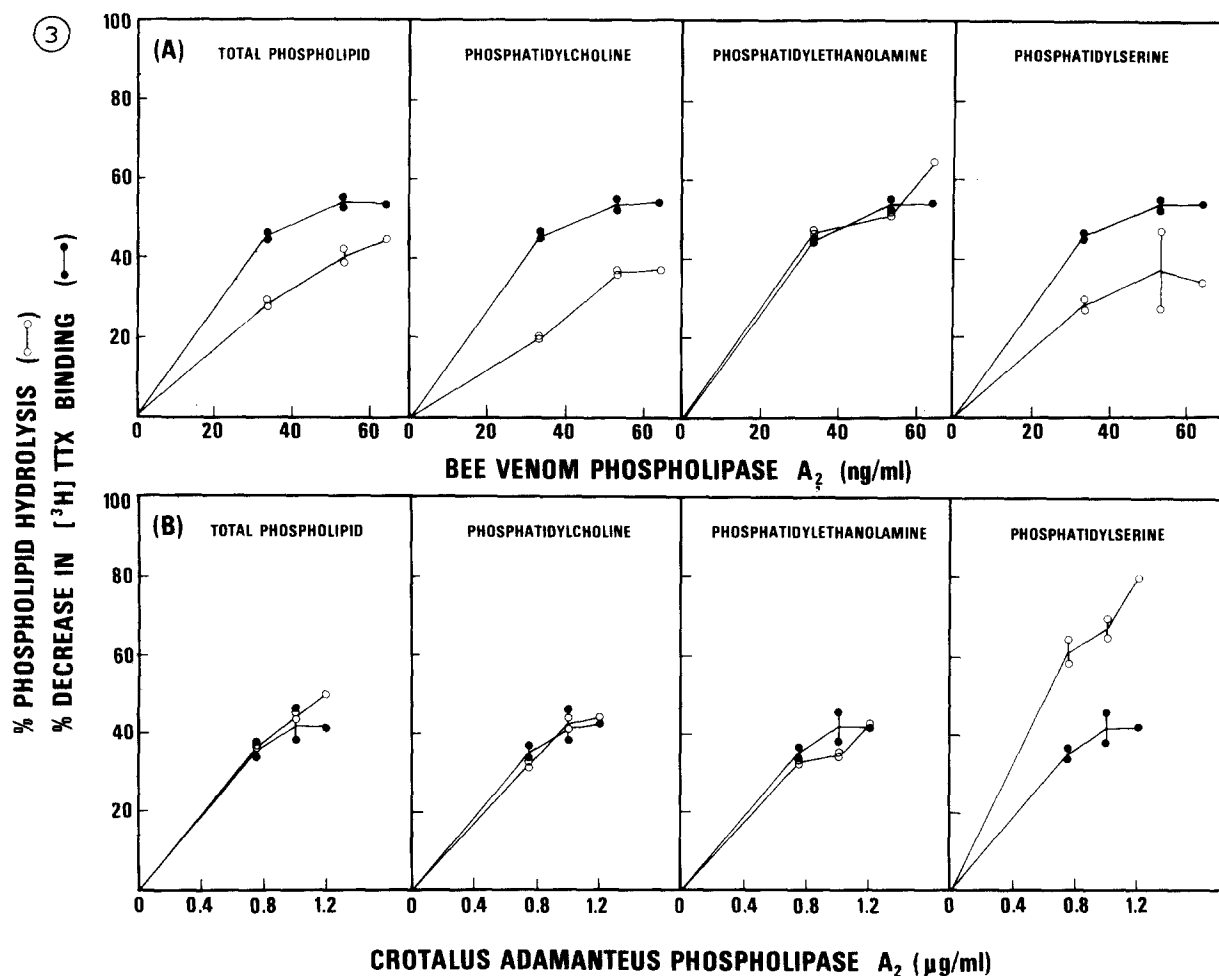 3
% PHOSPHOLIPID HYDROLYSIS (○—○)
% DECREASE IN [³H] TTX BINDING (●—●)
(A)
TOTAL PHOSPHOLIPID
PHOSPHATIDYLCHOLINE
PHOSPHATIDYLETHANOLAMINE
PHOSPHATIDYLSERINE
100
80
60
40
20
0 20 40 60 0 20 40 60 0 20 40 60 0 20 40 60
BEE VENOM PHOSPHOLIPASE A₂ (ng/ml)
(B)
TOTAL PHOSPHOLIPID
PHOSPHATIDYLCHOLINE
PHOSPHATIDYLETHANOLAMINE
PHOSPHATIDYLSERINE
100
80
60
40
20
0 0.4 0.8 1.2 0 0.4 0.8 1.2 0 0.4 0.8 1.2 0 0.4 0.8 1.2
CROTALUS ADAMANTEUS PHOSPHOLIPASE A₂ (μg/ml)